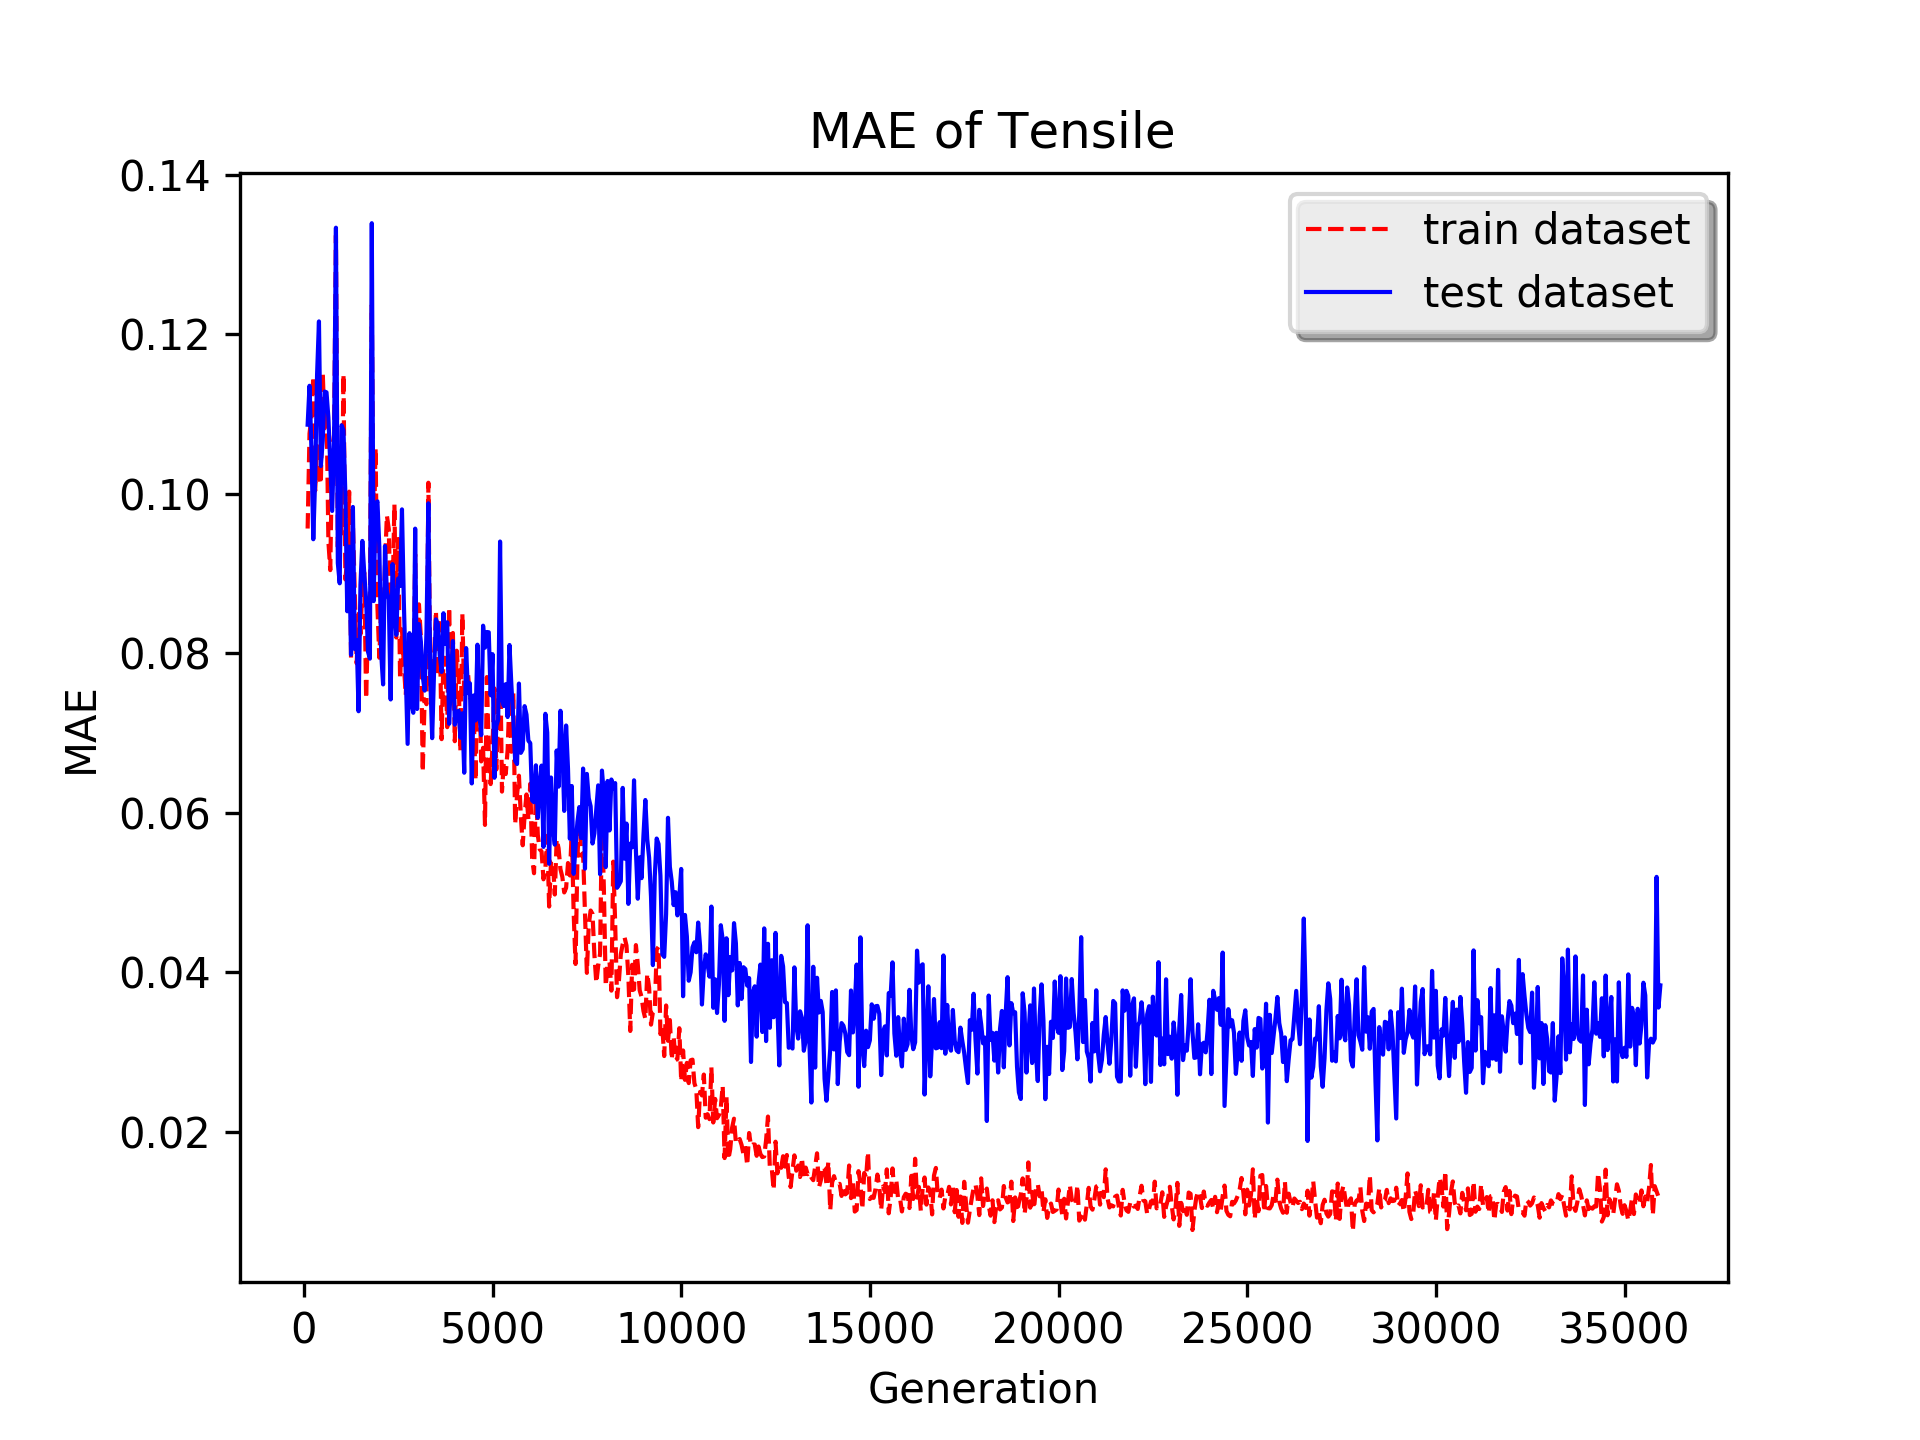 MAE of Tensile
0.14
0.12
0.10
0.08
0.06
0.04
0.02
MAE
train dataset
test dataset
0 5000 10000 15000 20000 25000 30000 35000
Generation